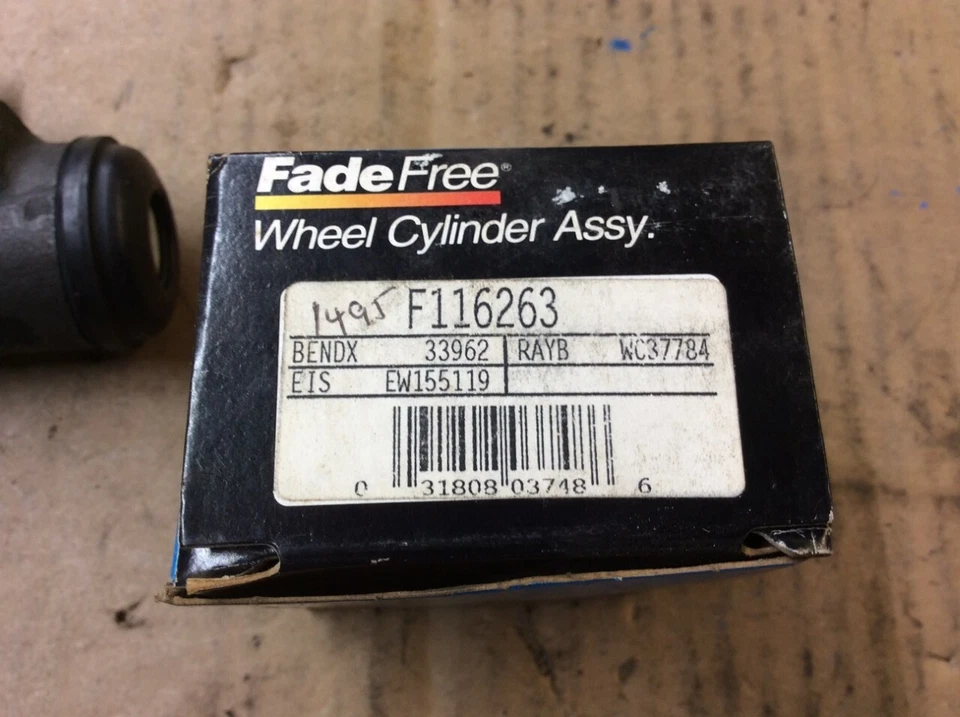 FadeFree®
Wheel Cylinder Assy.
1495 F116263
BENDX 33962 RAYB WC37784
EIS EW155119
0 31808 03748 6